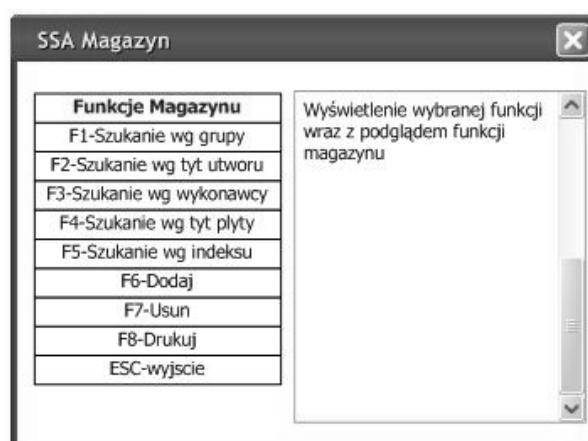 SSA Magazyn
Funkcje Magazynu
F1-Szukanie wg grupy
F2-Szukanie wg tyt utworu
F3-Szukanie wg wykonawcy
F4-Szukanie wg tyt plyty
F5-Szukanie wg indeksu
F6-Dodaj
F7-Usun
F8-Drukuj
ESC-wyjscie
Wyświetlenie wybranej funkcji
wraz z podglądem funkcji
magazynu